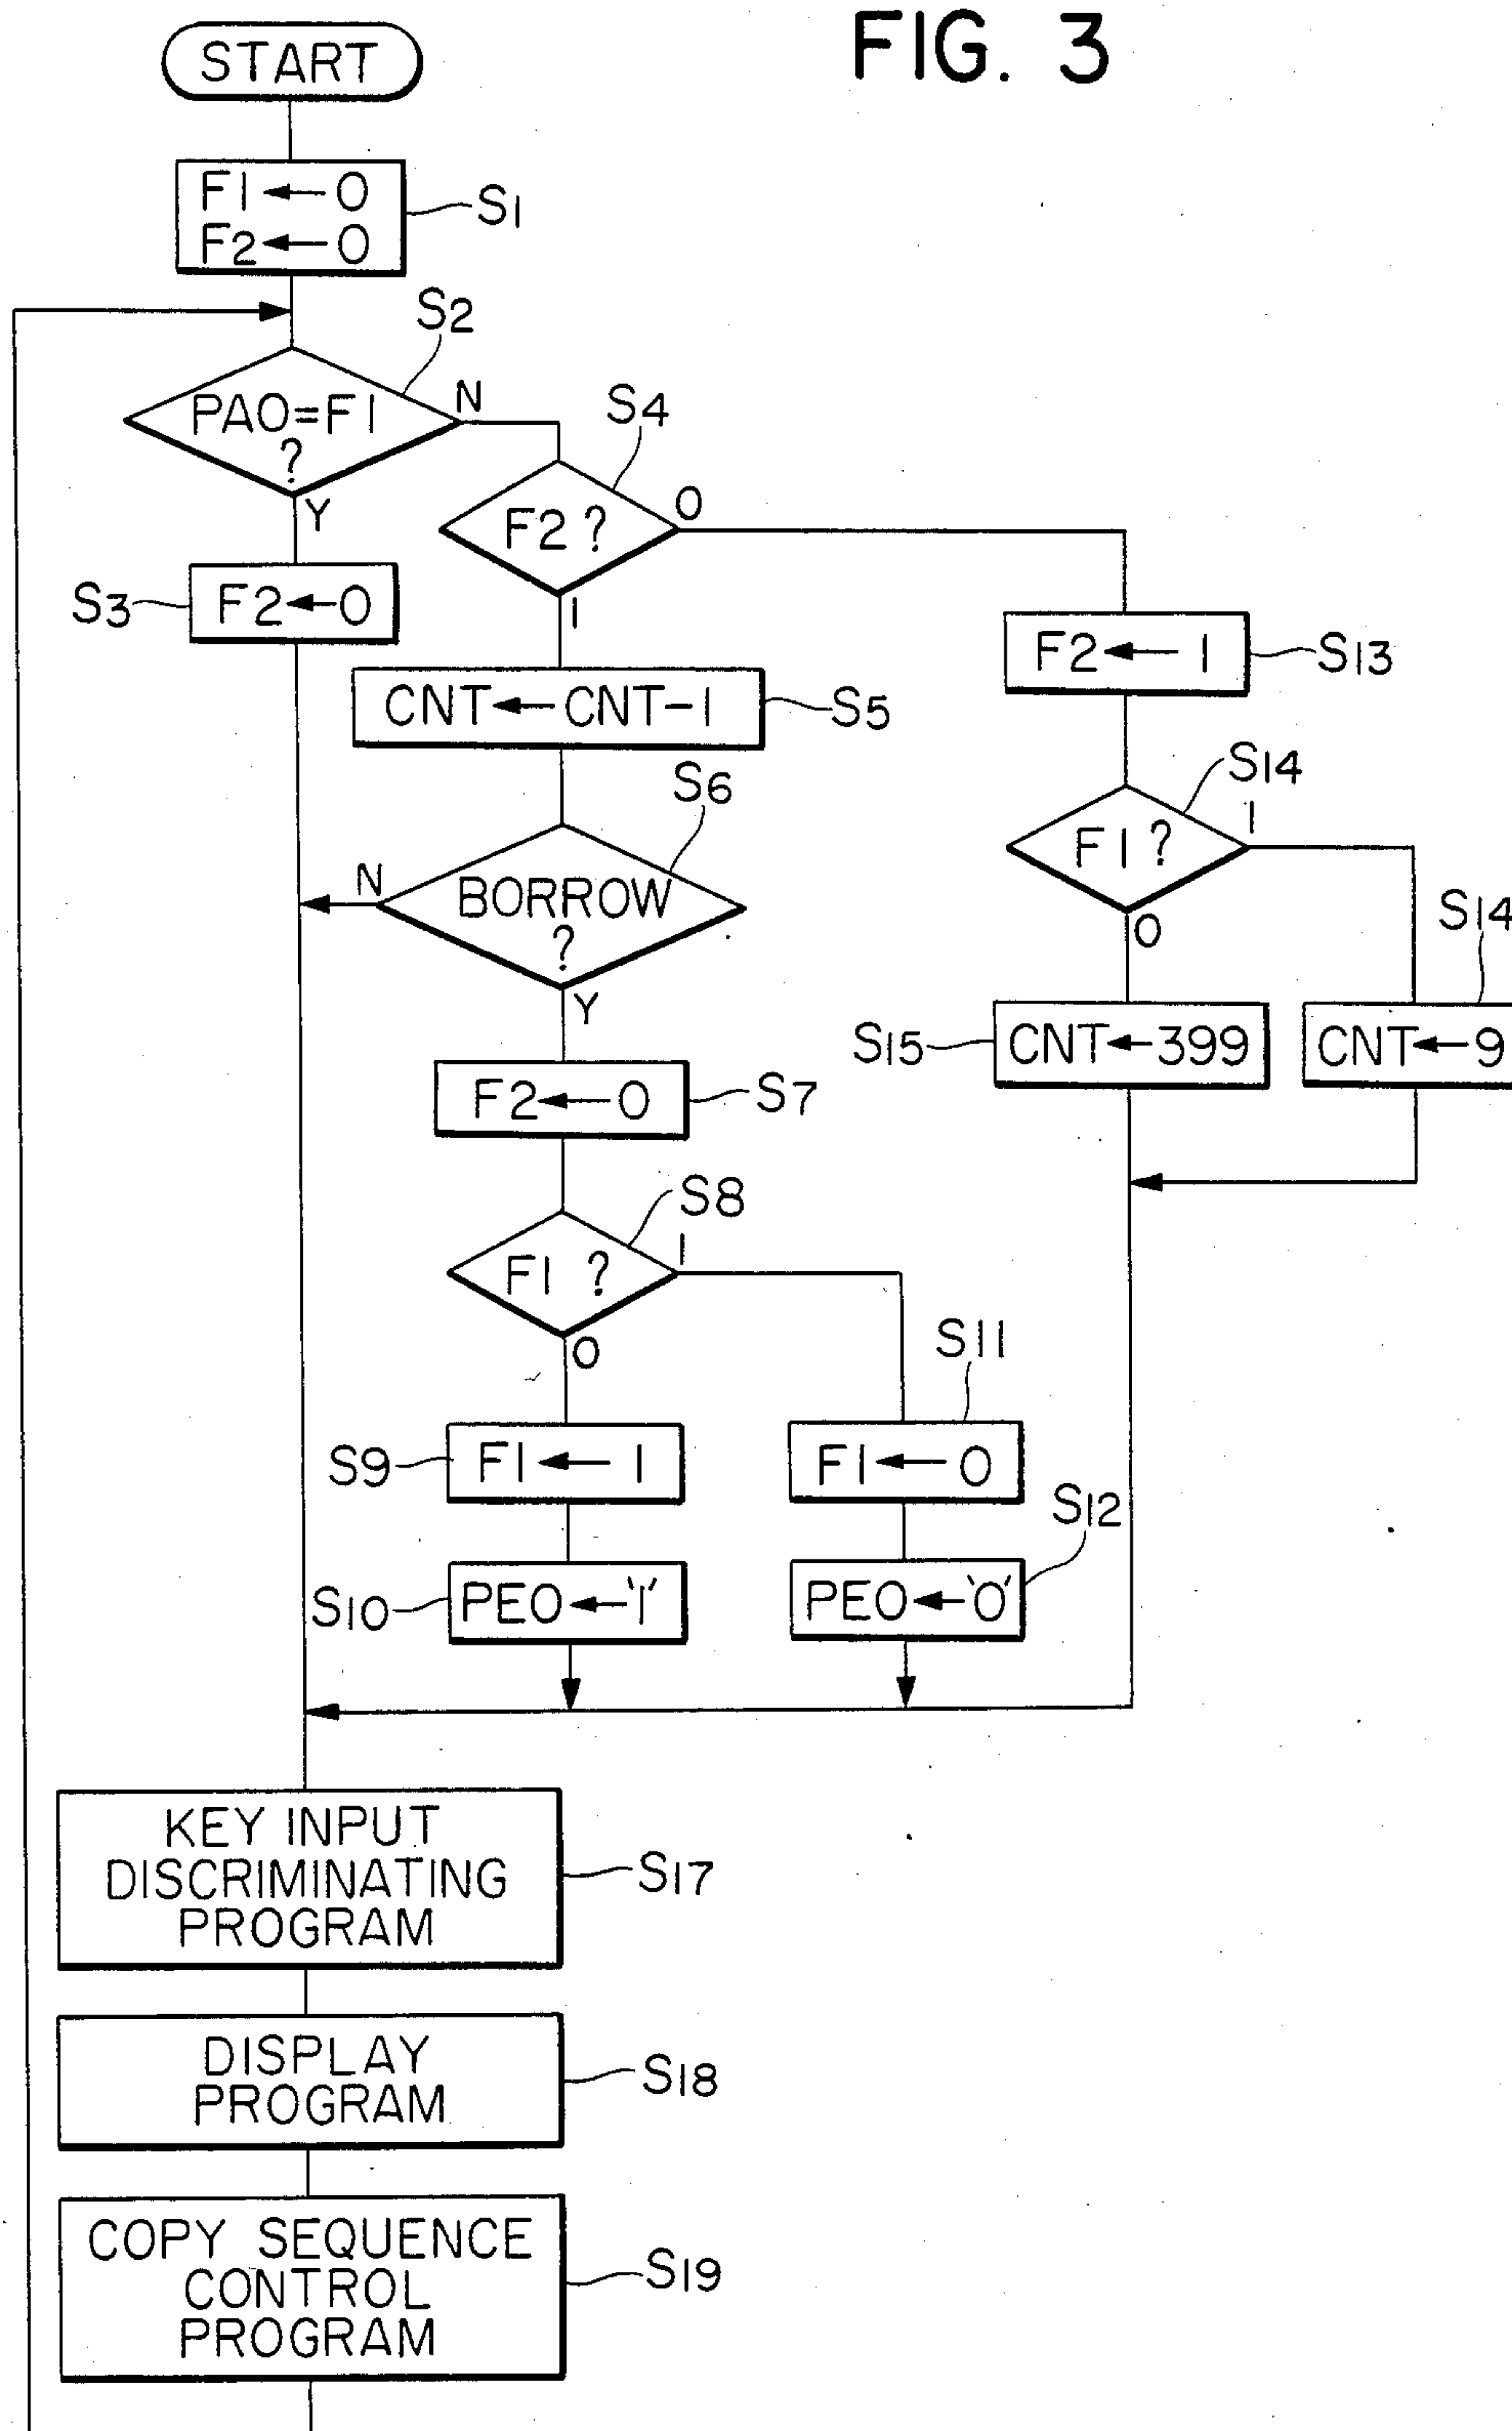 FIG. 3
START
F1 ← 0
F2 ← 0
S1
S2
PA0=F1
?
N
Y
S3
F2 ← 0
S4
F2 ?
0
1
CNT ← CNT-1
S5
S6
BORROW
?
N
Y
F2 ← 0
S7
S8
F1 ?
1
0
S9
F1 ← 1
S10
PE0 ← '1'
S11
F1 ← 0
S12
PE0 ← '0'
F2 ← 1
S13
S14
F1 ?
1
0
S15
CNT ← 399
S14
CNT ← 9
KEY INPUT
DISCRIMINATING
PROGRAM
S17
DISPLAY
PROGRAM
S18
COPY SEQUENCE
CONTROL
PROGRAM
S19